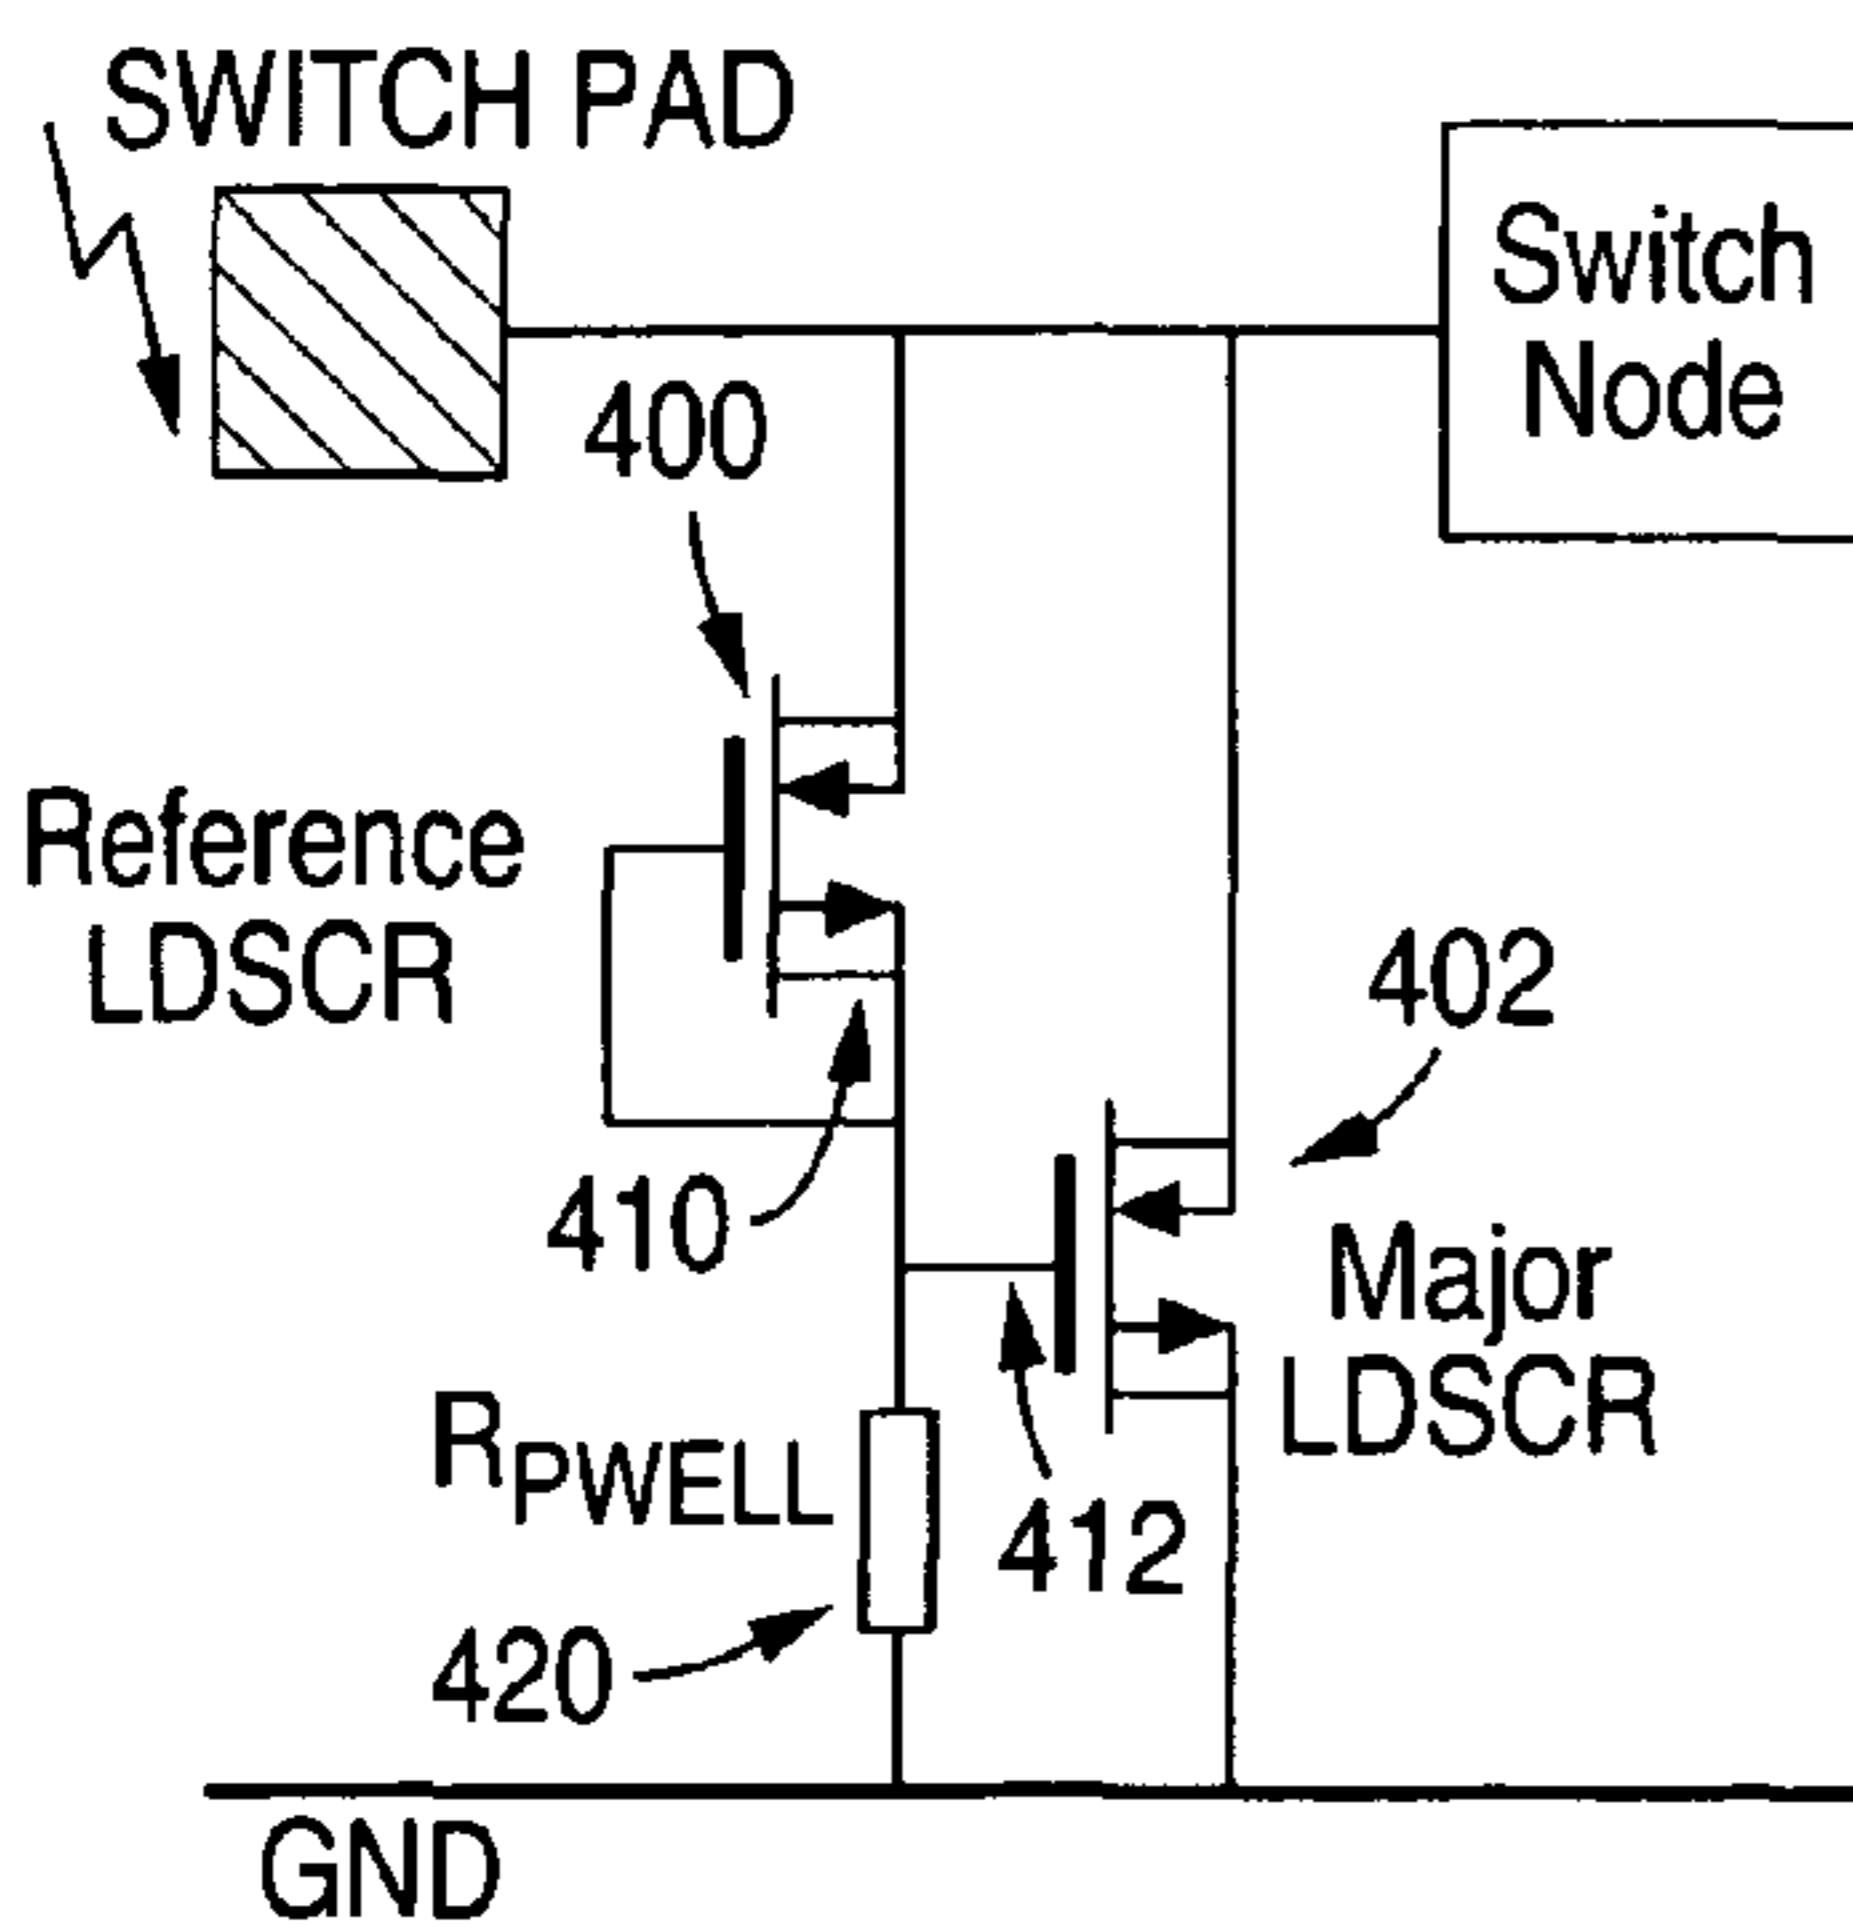 SWITCH PAD
Switch
Node
400
Reference
LDSCR
402
410
Major
LDSCR
RPWELL
412
420
GND